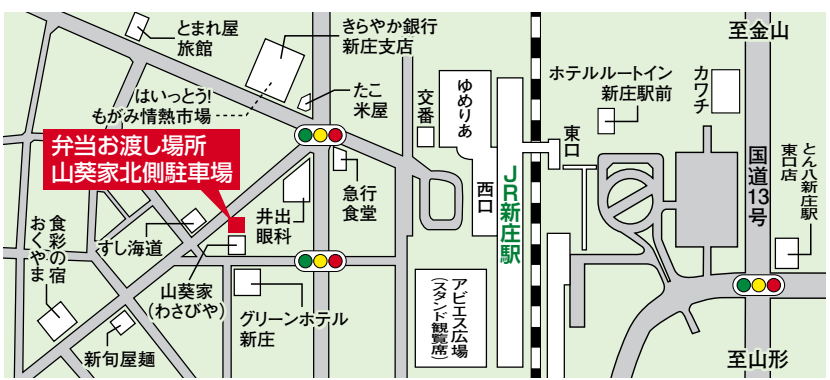 とまれ屋
旅館
きらやか銀行
新庄支店
はいっとう!
もがみ情熱市場
たこ
米屋
交番
ゆめりあ
ホテルルートイン
新庄駅前
カワチ
至金山
弁当お渡し場所
山葵家北側駐車場
急行
食堂
井出
眼科
西口
JR新庄駅
東口
国道13号
とん八新庄駅
東口店
食彩の宿
おくやま
すし海道
山葵家
(わさびや)
グリーンホテル
新庄
アビエス広場
(スタンド観覧席)
新旬屋麺
至山形